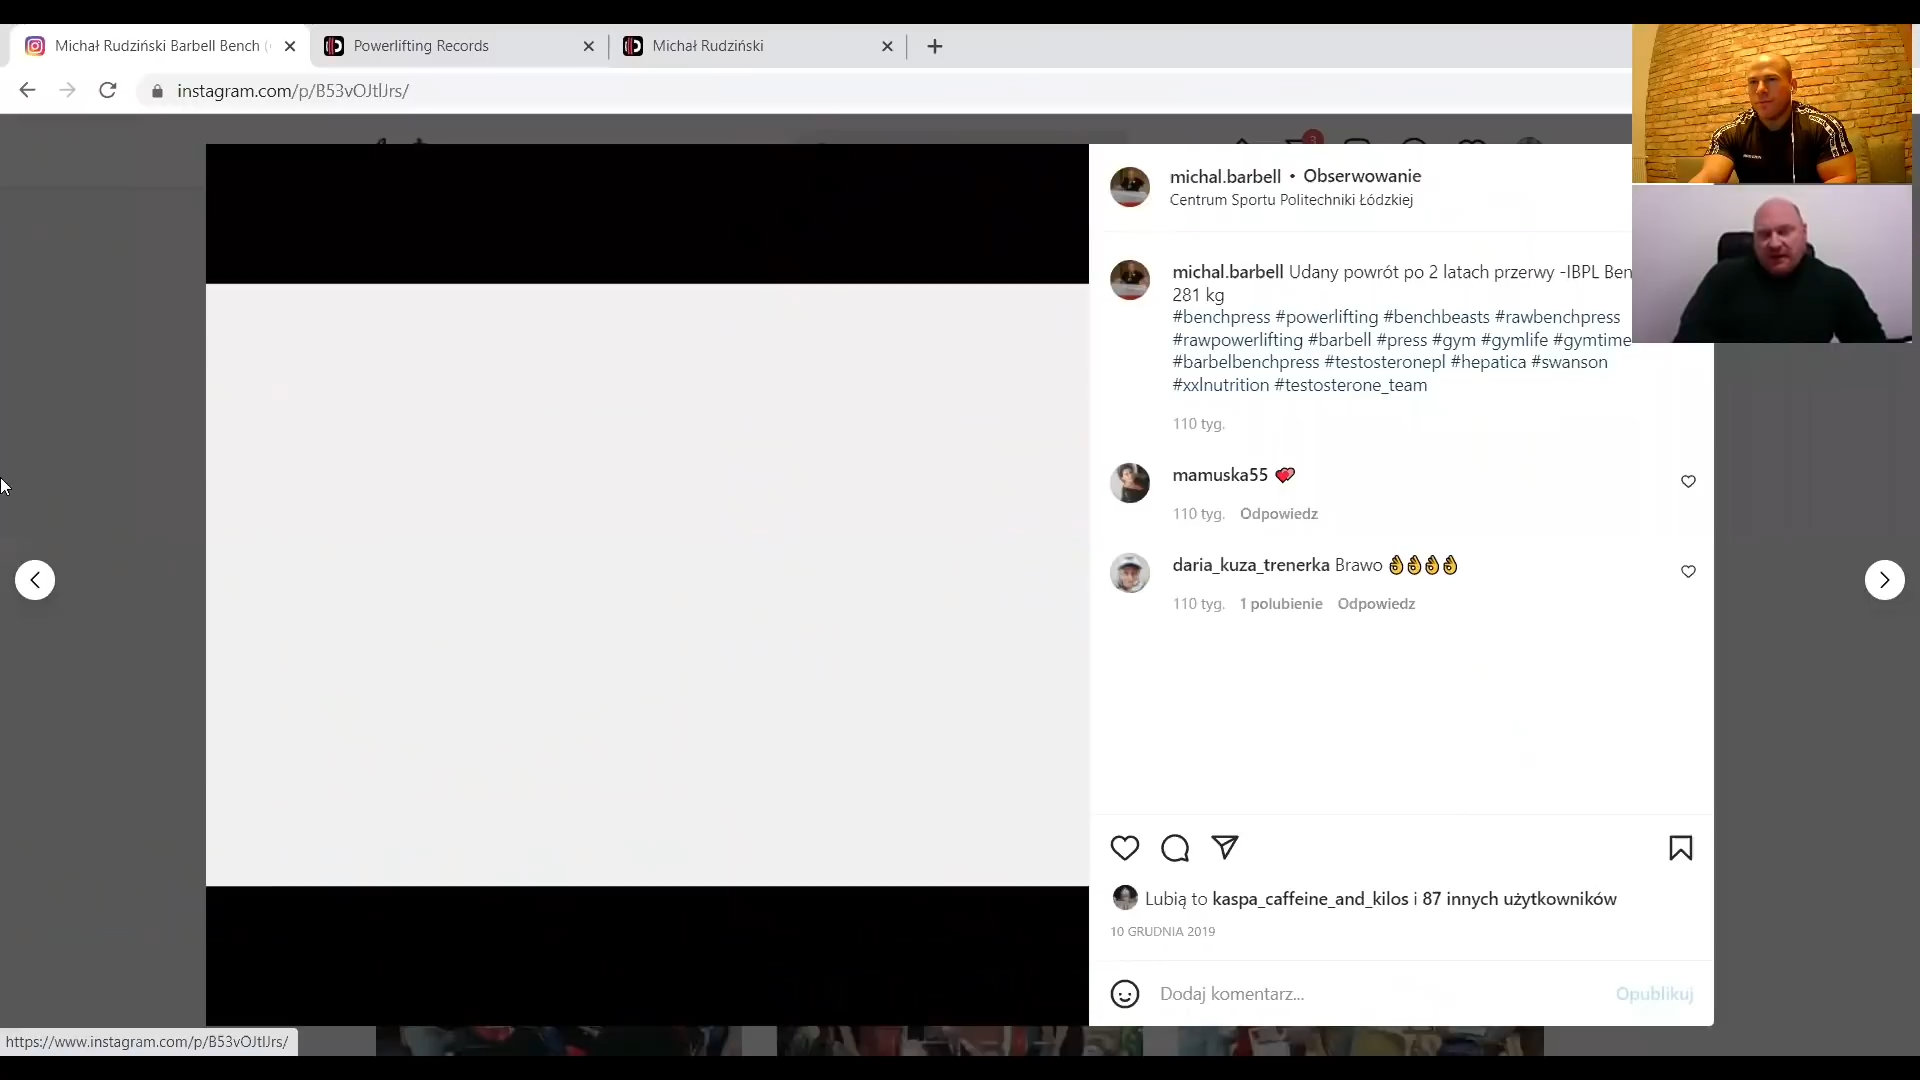 Michał Rudziński Barbell Bench (
Powerlifting Records
Michał Rudziński
instagram.com/p/B53vOJtlJrs/
3
michal.barbell • Obserwowanie
Centrum Sportu Politechniki Łódzkiej
michal.barbell Udany powrót po 2 latach przerwy -IBPL Ben
281 kg
#benchpress #powerlifting #benchbeasts #rawbenchpress
#rawpowerlifting #barbell #press #gym #gymlife #gymtime
#barbelbenchpress #testosteronepl #hepatica #swanson
#xxlnutrition #testosterone_team
110 tyg.
mamuska55 💕
110 tyg. Odpowiedz
daria_kuza_trenerka Brawo 👌👌👌👌
110 tyg. 1 polubienie Odpowiedz
Lubią to kaspa_caffeine_and_kilos i 87 innych użytkowników
10 GRUDNIA 2019
Dodaj komentarz...
Opublikuj
https://www.instagram.com/p/B53vOJtlJrs/